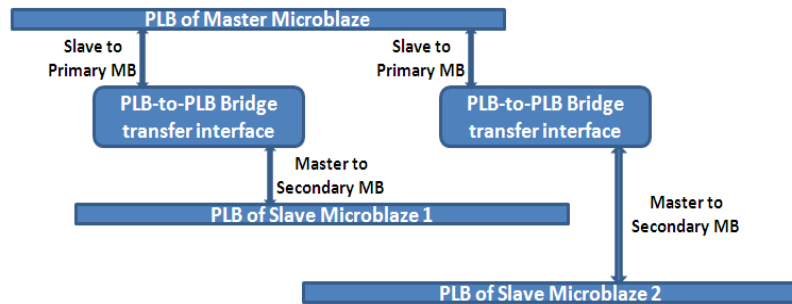 PLB of Master Microblaze
Slave to
Primary MB
Slave to
Primary MB
PLB-to-PLB Bridge
transfer interface
PLB-to-PLB Bridge
transfer interface
Master to
Secondary MB
PLB of Slave Microblaze 1
Master to
Secondary MB
PLB of Slave Microblaze 2